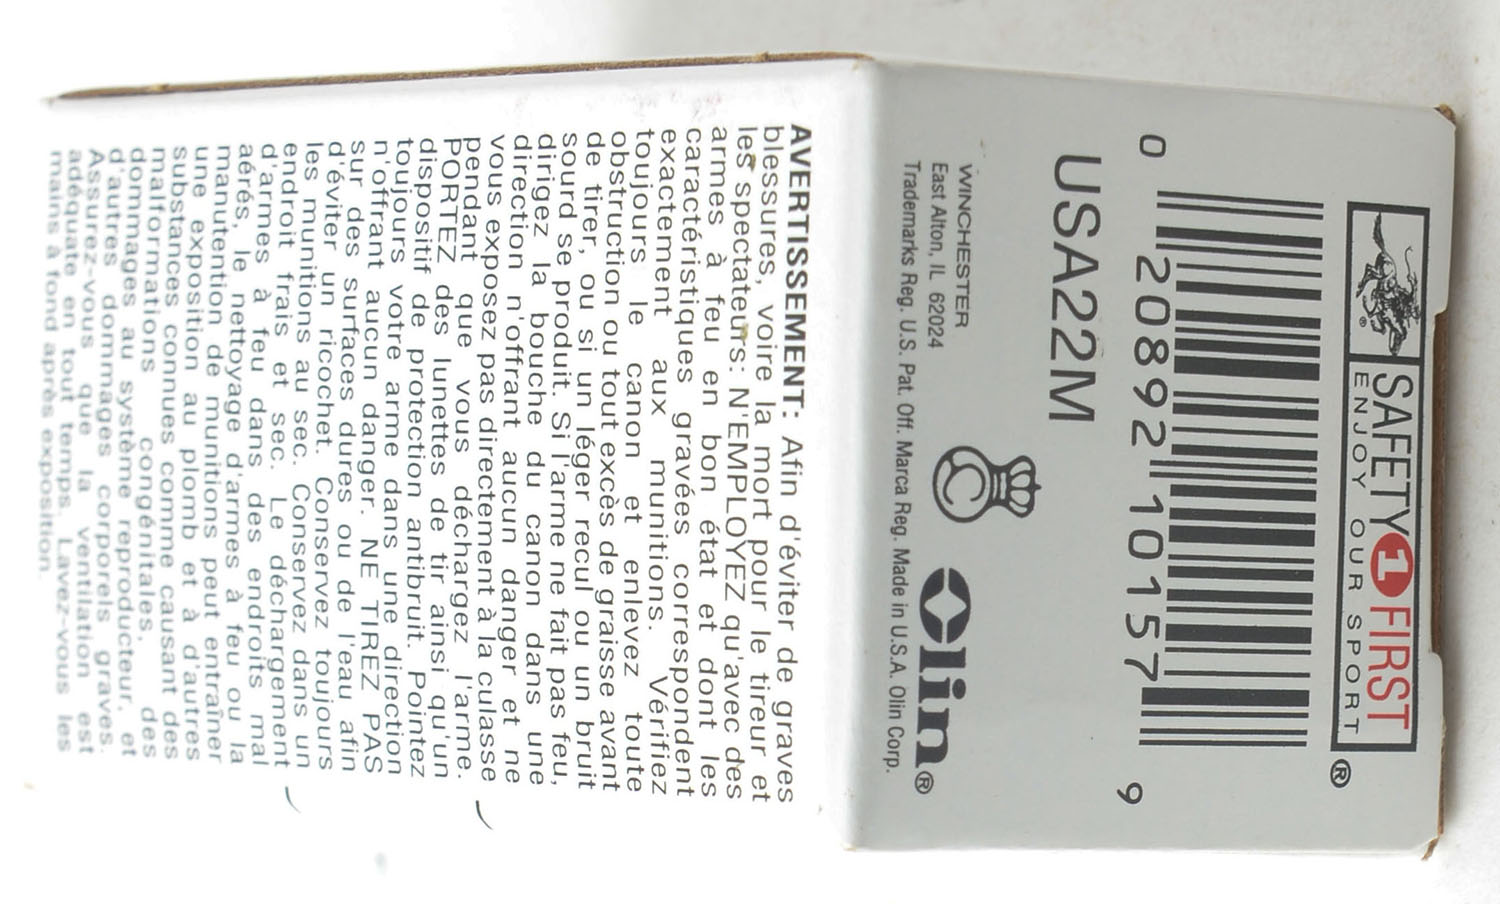 SAFETY 1 FIRST ®
ENJOY OUR SPORT
®
0 20892 10157 9
USA22M
WINCHESTER
East Alton, IL 62024
Trademarks Reg. U.S. Pat. Off. Marca Reg. Made in U.S.A. Olin Corp.
C
Olin®
AVERTISSEMENT: Afin d'éviter de graves
blessures, voire la mort pour le tireur et
les spectateurs: N'EMPLOYEZ qu'avec des
armes à feu en bon état et dont les
caractéristiques gravées correspondent
exactement aux munitions. Vérifiez
toujours le canon et enlevez toute
obstruction ou tout excès de graisse avant
de tirer, ou si un léger recul ou un bruit
sourd se produit. Si l'arme ne fait pas feu,
dirigez la bouche du canon dans une
direction n'offrant aucun danger et ne
vous exposez pas directement à la culasse
pendant que vous déchargez l'arme.
PORTEZ des lunettes de tir ainsi qu'un
dispositif de protection antibruit. Pointez
toujours votre arme dans une direction
n'offrant aucun danger. NE TIREZ PAS
sur des surfaces dures ou de l'eau afin
d'éviter un ricochet. Conservez toujours
les munitions au sec. Conservez dans un
endroit frais et sec. Le déchargement
d'armes à feu dans des endroits mal
aérés, le nettoyage d'armes à feu ou la
manutention de munitions peut entraîner
une exposition au plomb et à d'autres
substances connues comme causant des
malformations congénitales, des
dommages au système reproducteur, et
d'autres dommages corporels graves.
Assurez-vous que la ventilation est
adéquate en tout temps. Lavez-vous les
mains à fond après exposition.